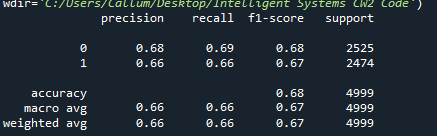 wdir='C:/Users/Callum/Desktop/Intelligent Systems CW2 Code')
precision recall f1-score support
0 0.68 0.69 0.68 2525
1 0.66 0.66 0.67 2474
accuracy 0.68 4999
macro avg 0.66 0.66 0.67 4999
weighted avg 0.66 0.66 0.67 4999